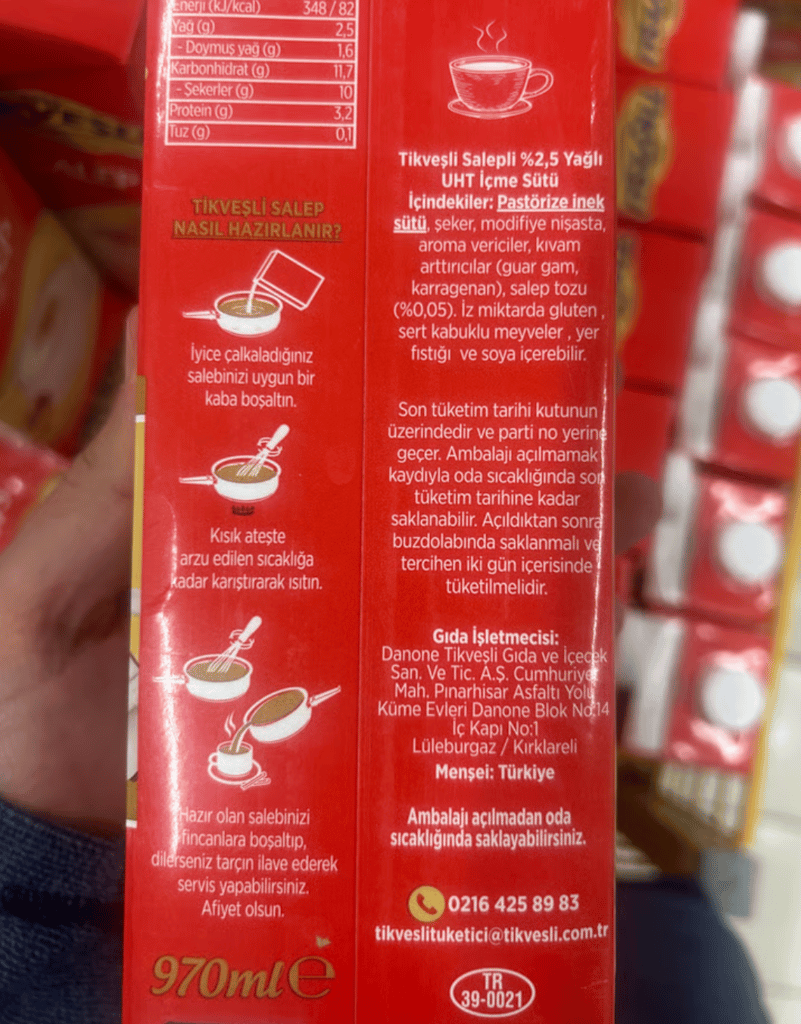 Enerji (kJ/kcal) 348 / 82
Yağ (g) 2,5
- Doymuş yağ (g) 1,6
Karbonhidrat (g) 11,7
- Şekerler (g) 10
Protein (g) 3,2
Tuz (g) 0,1
TİKVEŞLİ SALEP
NASIL HAZIRLANIR?
İyice çalkaladığınız
salebinizi uygun bir
kaba boşaltın.
Kısık ateşte
arzu edilen sıcaklığa
kadar karıştırarak ısıtın.
Hazır olan salebinizi
fincanlara boşaltıp,
dilerseniz tarçın ilave ederek
servis yapabilirsiniz.
Afiyet olsun.
970ml e
Tikveşli Salepli %2,5 Yağlı
UHT İçme Sütü
İçindekiler: Pastörize inek
sütü, şeker, modifiye nişasta,
aroma vericiler, kıvam
arttırıcılar (guar gam,
karragenan), salep tozu
(%0,05). İz miktarda gluten ,
sert kabuklu meyveler , yer
fıstığı ve soya içerebilir.
Son tüketim tarihi kutunun
üzerindedir ve parti no yerine
geçer. Ambalajı açılmamak
kaydıyla oda sıcaklığında son
tüketim tarihine kadar
saklanabilir. Açıldıktan sonra
buzdolabında saklanmalı ve
tercihen iki gün içerisinde
tüketilmelidir.
Gıda İşletmecisi:
Danone Tikveşli Gıda ve İçecek
San. Ve Tic. A.Ş. Cumhuriyet
Mah. Pınarhisar Asfaltı Yolu
Küme Evleri Danone Blok No:14
İç Kapı No:1
Lüleburgaz / Kırklareli
Menşei: Türkiye
Ambalajı açılmadan oda
sıcaklığında saklayabilirsiniz.
0216 425 89 83
tikveslituketici@tikvesli.com.tr
TR
39-0021